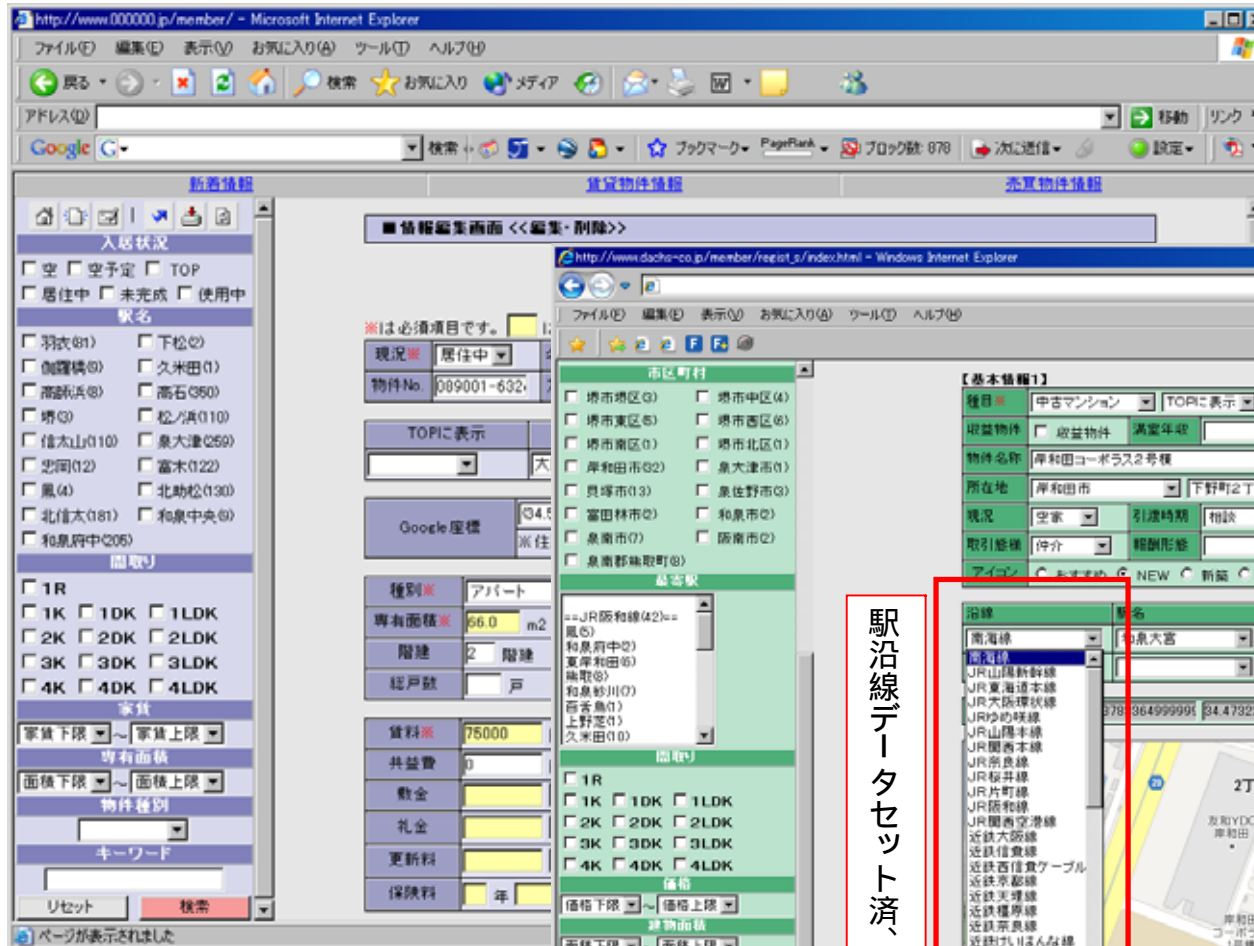 http://www.000000.jp/member/ - Microsoft Internet Explorer
ファイル(F) 編集(E) 表示(V) お気に入り(A) ツール(T) ヘルプ(H)
戻る 検索 お気に入り メディア
アドレス(D) 移動 リンク
Google G 検索 ブックマーク PageRank ブロック数: 878 次に送信 設定
新着情報 賃貸物件情報 売買物件情報
入居状況
空 空予定 TOP
居住中 未完成 使用中
駅名
羽衣(81) 下松(2)
伽羅橋(9) 久米田(1)
高師浜(8) 高石(350)
堺(3) 松ノ浜(110)
信太山(110) 泉大津(259)
忠岡(12) 富木(122)
鳳(4) 北助松(130)
北信太(181) 和泉中央(9)
和泉府中(205)
間取り
1R
1K 1DK 1LDK
2K 2DK 2LDK
3K 3DK 3LDK
4K 4DK 4LDK
家賃
家賃下限 ～ 家賃上限
専有面積
面積下限 ～ 面積上限
物件種別
キーワード
リセット 検索
ページが表示されました
■情報編集画面 <<編集・削除>>
※は必須項目です。
現況※ 居住中
物件No. 089001-632
TOPに表示
大
Google座標
※住
種別※ アパート
専有面積※ 66.0 m2
階建 2 階建
総戸数 戸
賃料※ 75000
共益費 0
敷金
礼金
更新料
保険料 年
http://www.dachs-co.jp/member/regist_s/index.html - Windows Internet Explorer
ファイル(F) 編集(E) 表示(V) お気に入り(A) ツール(T) ヘルプ(H)
市区町村
堺市堺区(3) 堺市中区(4)
堺市東区(5) 堺市西区(6)
堺市南区(1) 堺市北区(1)
岸和田市(32) 泉大津市(1)
貝塚市(13) 泉佐野市(3)
富田林市(2) 和泉市(2)
泉南市(7) 阪南市(2)
泉南郡熊取町(8)
最寄駅
==JR阪和線(42)==
鳳(5)
和泉府中(2)
東岸和田(6)
熊取(8)
和泉砂川(7)
百舌鳥(1)
上野芝(1)
久米田(10)
間取り
1R
1K 1DK 1LDK
2K 2DK 2LDK
3K 3DK 3LDK
4K 4DK 4LDK
価格
価格下限 ～ 価格上限
建物面積
面積下限 ～ 面積上限
【基本情報1】
種目※ 中古マンション TOPに表示
収益物件 収益物件 満室年収
物件名称 岸和田コーポラス2号棟
所在地 岸和田市 下野町2丁
現況 空家 引渡時期 相談
取引態様 仲介 報酬形態
アイコン おすすめ NEW 新築
沿線 駅名
南海線 和泉大宮
南海線
JR山陽新幹線
JR東海道本線
JR大阪環状線
JRゆめ咲線
JR山陽本線
JR関西本線
JR奈良線
JR桜井線
JR片町線
JR阪和線
JR関西空港線
近鉄大阪線
近鉄信貴線
近鉄西信貴ケーブル
近鉄京都線
近鉄天理線
近鉄橿原線
近鉄奈良線
近鉄けいはんな線
34.4732
2丁
友和YDC
岸和田
駅沿線データセット済、